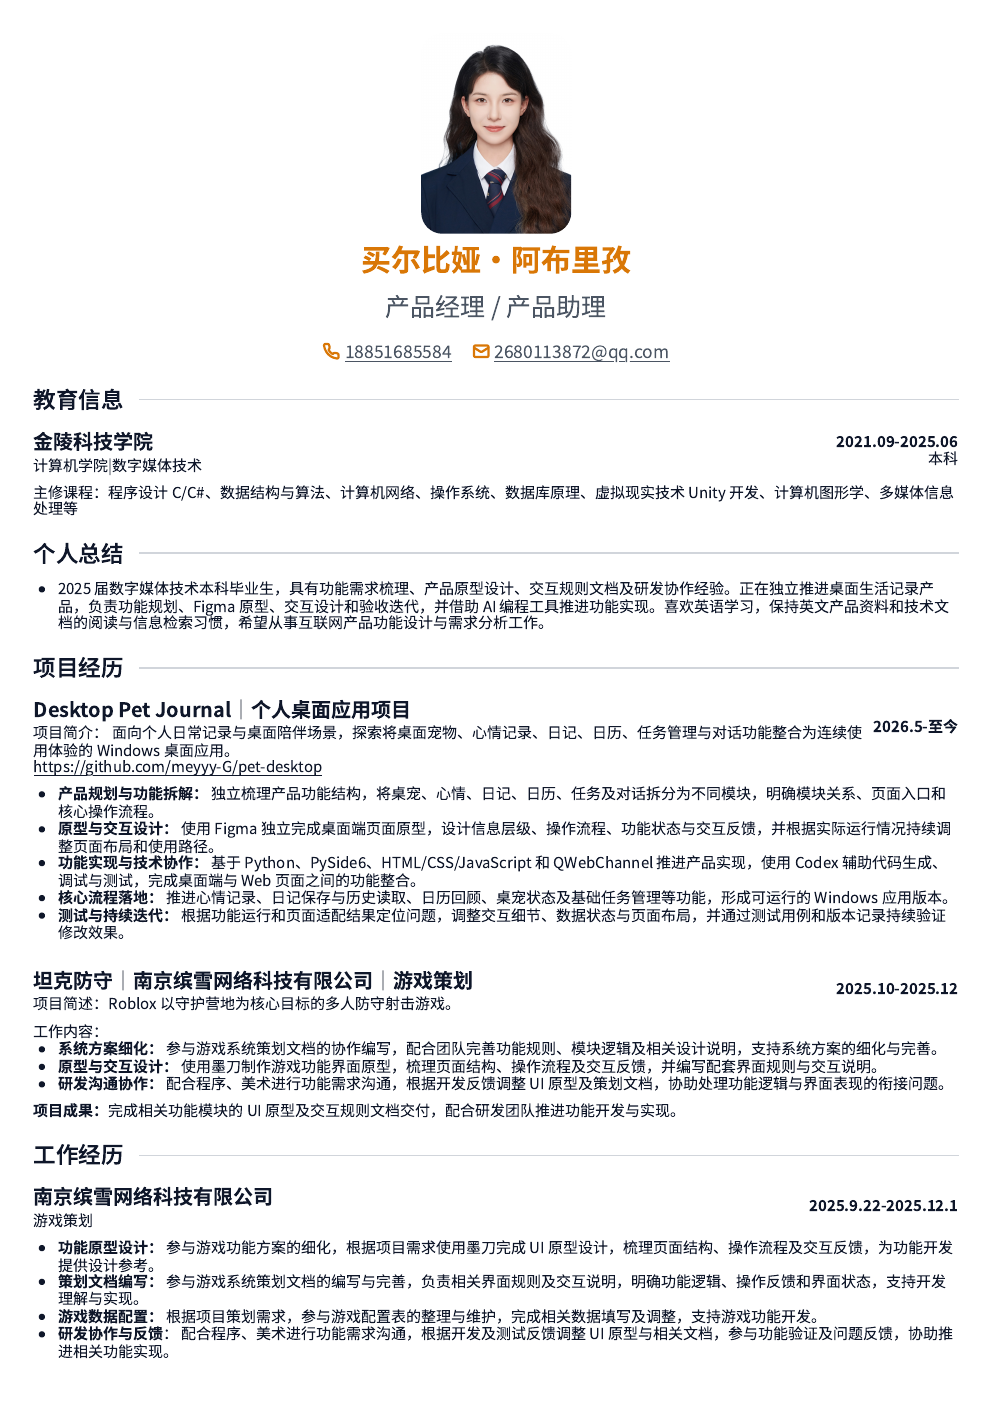 买尔比娅·阿布里孜
产品经理 / 产品助理
18851685584 2680113872@qq.com
教育信息
金陵科技学院 2021.09-2025.06
计算机学院|数字媒体技术 本科
主修课程：程序设计 C/C#、数据结构与算法、计算机网络、操作系统、数据库原理、虚拟现实技术 Unity 开发、计算机图形学、多媒体信息
处理等
个人总结
• 2025 届数字媒体技术本科毕业生，具有功能需求梳理、产品原型设计、交互规则文档及研发协作经验。正在独立推进桌面生活记录产
品，负责功能规划、Figma 原型、交互设计和验收迭代，并借助 AI 编程工具推进功能实现。喜欢英语学习，保持英文产品资料和技术文
档的阅读与信息检索习惯，希望从事互联网产品功能设计与需求分析工作。
项目经历
Desktop Pet Journal｜个人桌面应用项目
项目简介： 面向个人日常记录与桌面陪伴场景，探索将桌面宠物、心情记录、日记、日历、任务管理与对话功能整合为连续使 2026.5-至今
用体验的 Windows 桌面应用。
https://github.com/meyyy-G/pet-desktop
• 产品规划与功能拆解： 独立梳理产品功能结构，将桌宠、心情、日记、日历、任务及对话拆分为不同模块，明确模块关系、页面入口和
核心操作流程。
• 原型与交互设计： 使用 Figma 独立完成桌面端页面原型，设计信息层级、操作流程、功能状态与交互反馈，并根据实际运行情况持续调
整页面布局和使用路径。
• 功能实现与技术协作： 基于 Python、PySide6、HTML/CSS/JavaScript 和 QWebChannel 推进产品实现，使用 Codex 辅助代码生成、
调试与测试，完成桌面端与 Web 页面之间的功能整合。
• 核心流程落地： 推进心情记录、日记保存与历史读取、日历回顾、桌宠状态及基础任务管理等功能，形成可运行的 Windows 应用版本。
• 测试与持续迭代： 根据功能运行和页面适配结果定位问题，调整交互细节、数据状态与页面布局，并通过测试用例和版本记录持续验证
修改效果。
坦克防守｜南京缤雪网络科技有限公司｜游戏策划 2025.10-2025.12
项目简述：Roblox 以守护营地为核心目标的多人防守射击游戏。
工作内容：
• 系统方案细化： 参与游戏系统策划文档的协作编写，配合团队完善功能规则、模块逻辑及相关设计说明，支持系统方案的细化与完善。
• 原型与交互设计： 使用墨刀制作游戏功能界面原型，梳理页面结构、操作流程及交互反馈，并编写配套界面规则与交互说明。
• 研发沟通协作： 配合程序、美术进行功能需求沟通，根据开发反馈调整 UI 原型及策划文档，协助处理功能逻辑与界面表现的衔接问题。
项目成果：完成相关功能模块的 UI 原型及交互规则文档交付，配合研发团队推进功能开发与实现。
工作经历
南京缤雪网络科技有限公司 2025.9.22-2025.12.1
游戏策划
• 功能原型设计： 参与游戏功能方案的细化，根据项目需求使用墨刀完成 UI 原型设计，梳理页面结构、操作流程及交互反馈，为功能开发
提供设计参考。
• 策划文档编写： 参与游戏系统策划文档的编写与完善，负责相关界面规则及交互说明，明确功能逻辑、操作反馈和界面状态，支持开发
理解与实现。
• 游戏数据配置： 根据项目策划需求，参与游戏配置表的整理与维护，完成相关数据填写及调整，支持游戏功能开发。
• 研发协作与反馈： 配合程序、美术进行功能需求沟通，根据开发及测试反馈调整 UI 原型与相关文档，参与功能验证及问题反馈，协助推
进相关功能实现。